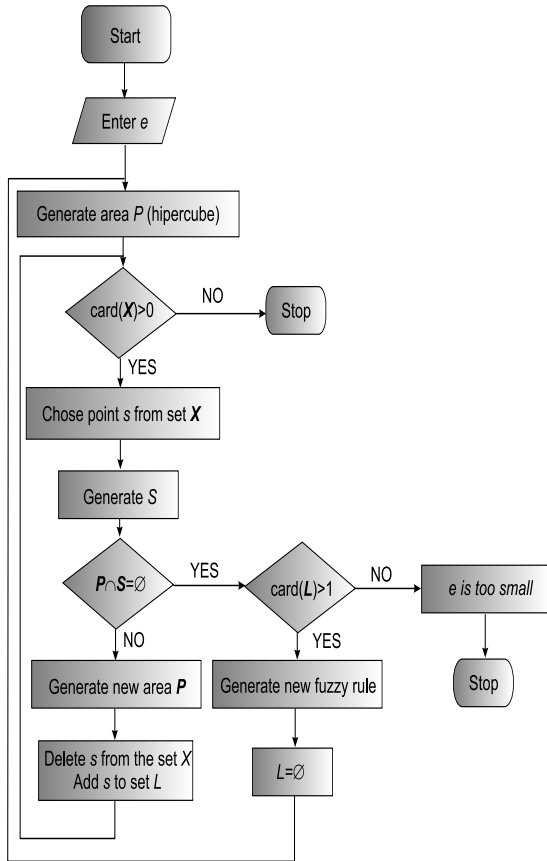 Start
Enter e
Generate area P (hipercube)
card(X)>0
NO
Stop
YES
Chose point s from set X
Generate S
P∩S=∅
YES
card(L)>1
NO
e is too small
NO
YES
Stop
Generate new area P
Generate new fuzzy rule
Delete s from the set X
Add s to set L
L=∅